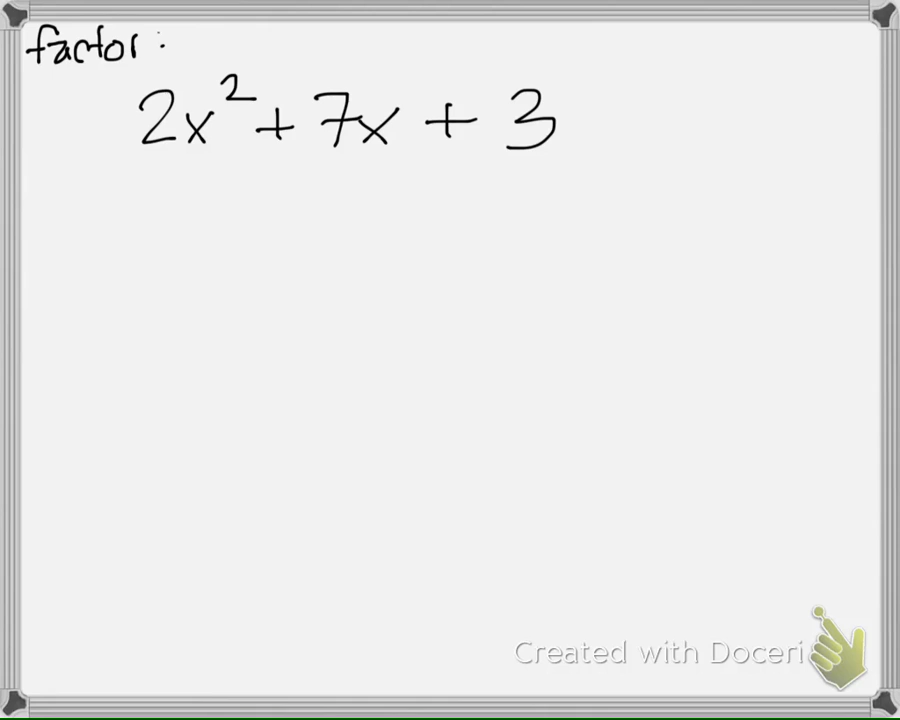 factor:
2x² + 7x + 3
Created with Doceri